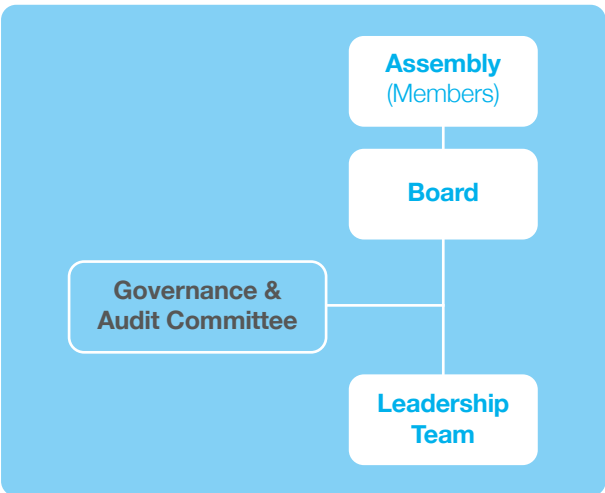 Assembly
(Members)
Board
Governance &
Audit Committee
Leadership
Team